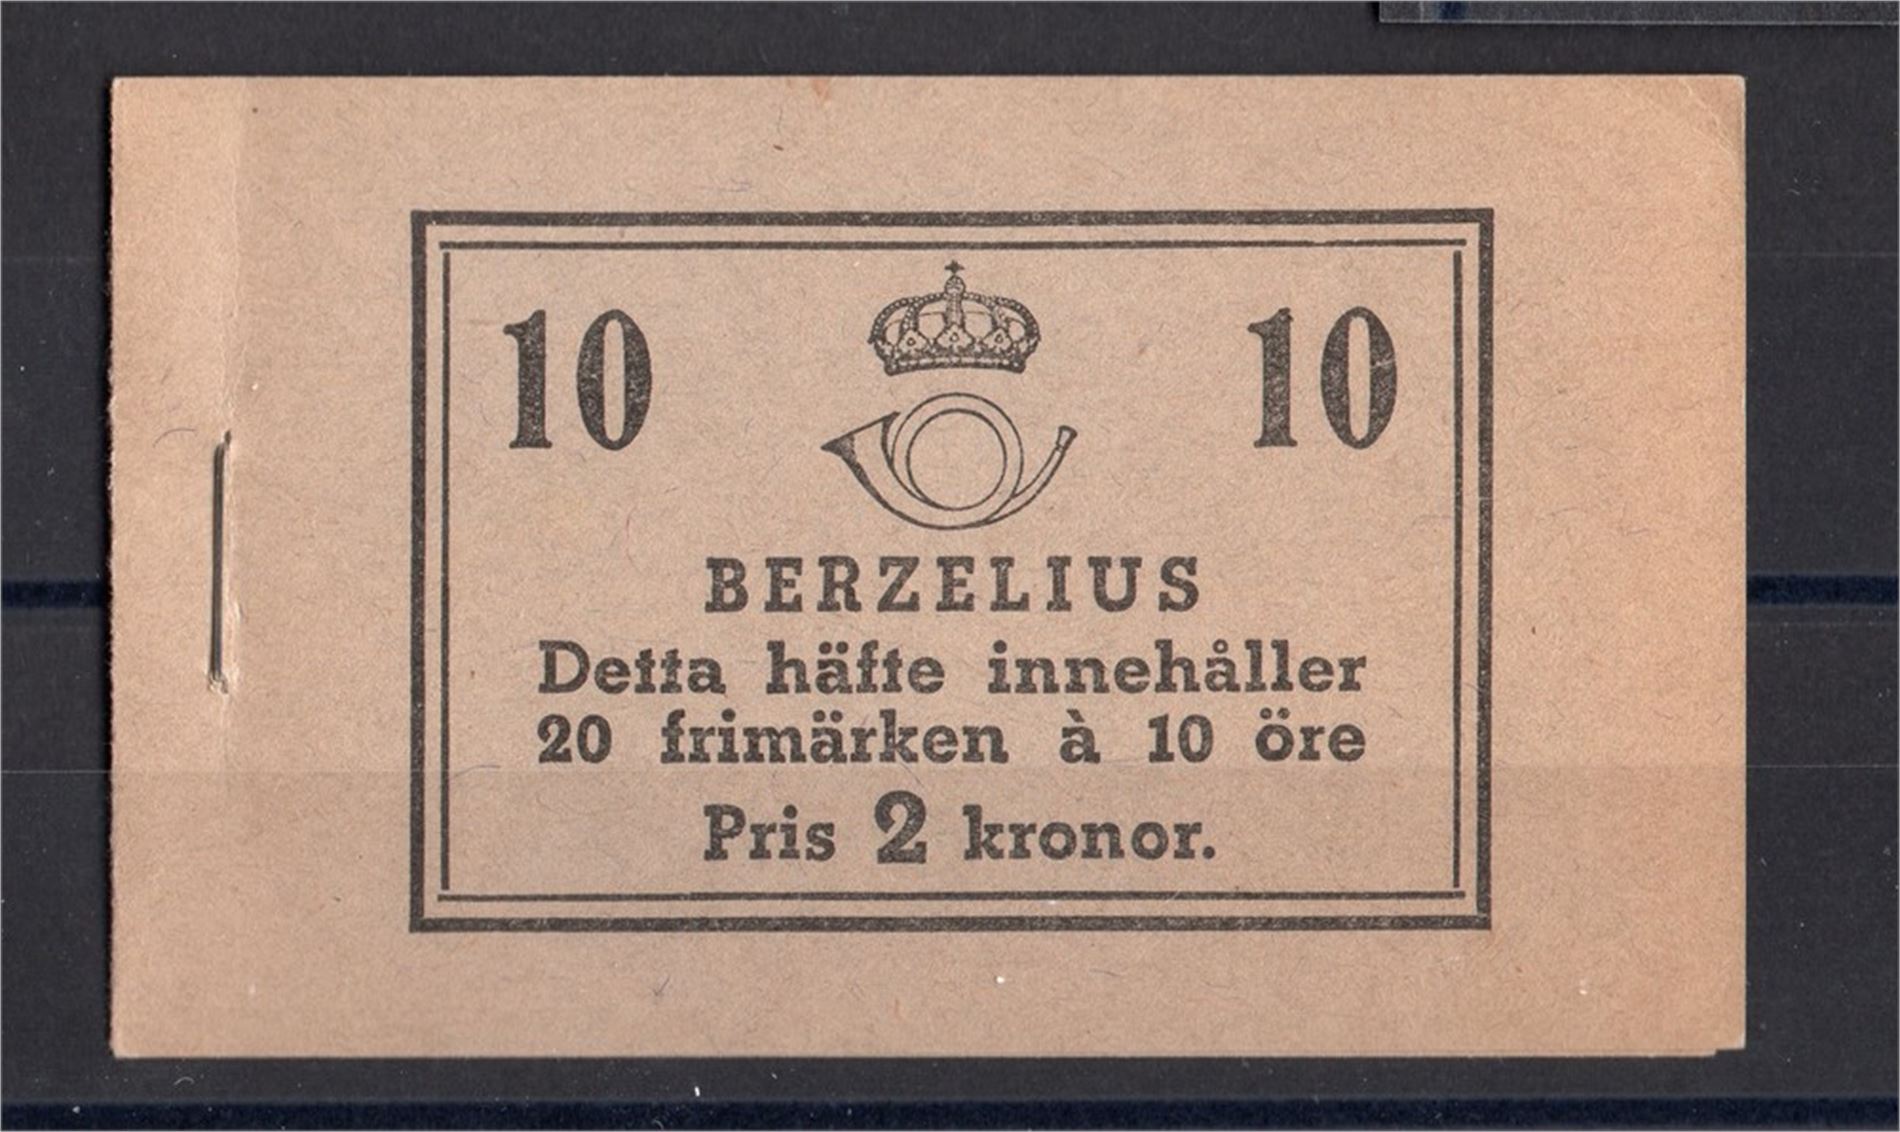 10 10
BERZELIUS
Detta häfte innehåller
20 frimärken à 10 öre
Pris 2 kronor.